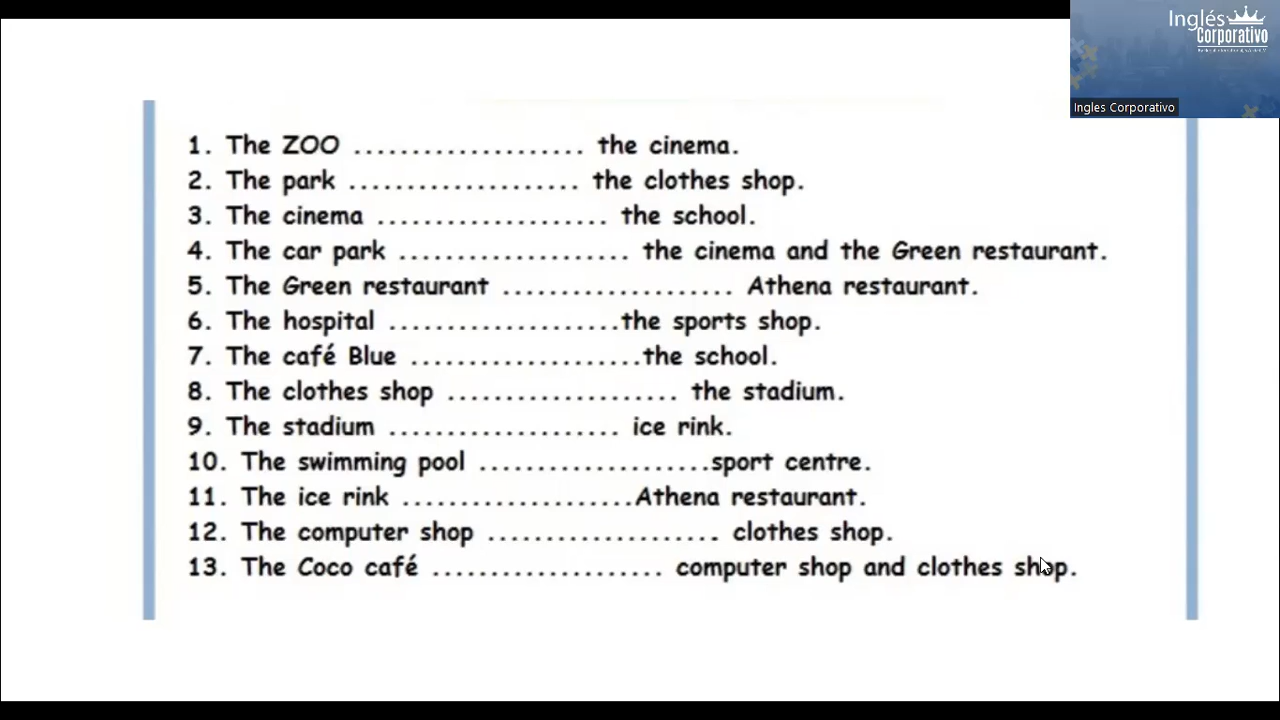 Inglés
Corporativo
Ingles Corporativo
1. The ZOO .................... the cinema.
2. The park .................... the clothes shop.
3. The cinema .................... the school.
4. The car park .................... the cinema and the Green restaurant.
5. The Green restaurant .................... Athena restaurant.
6. The hospital ....................the sports shop.
7. The café Blue ....................the school.
8. The clothes shop .................... the stadium.
9. The stadium .................... ice rink.
10. The swimming pool ....................sport centre.
11. The ice rink ....................Athena restaurant.
12. The computer shop .................... clothes shop.
13. The Coco café .................... computer shop and clothes shop.